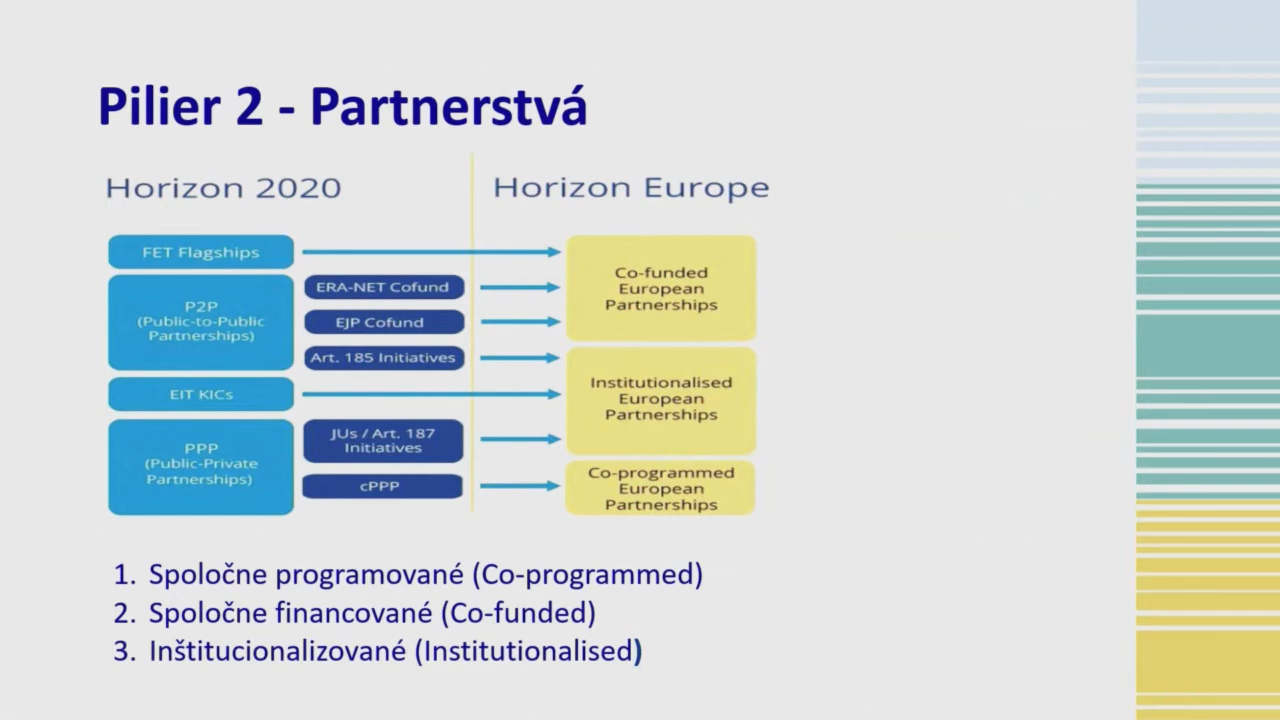 Pilier 2 - Partnerstvá
Horizon 2020
Horizon Europe
FET Flagships
P2P
(Public-to-Public
Partnerships)
ERA-NET Cofund
EJP Cofund
Art. 185 Initiatives
EIT KICs
PPP
(Public-Private
Partnerships)
JUs / Art. 187
Initiatives
cPPP
Co-funded
European
Partnerships
Institutionalised
European
Partnerships
Co-programmed
European
Partnerships
1. Spoločne programované (Co-programmed)
2. Spoločne financované (Co-funded)
3. Inštitucionalizované (Institutionalised)